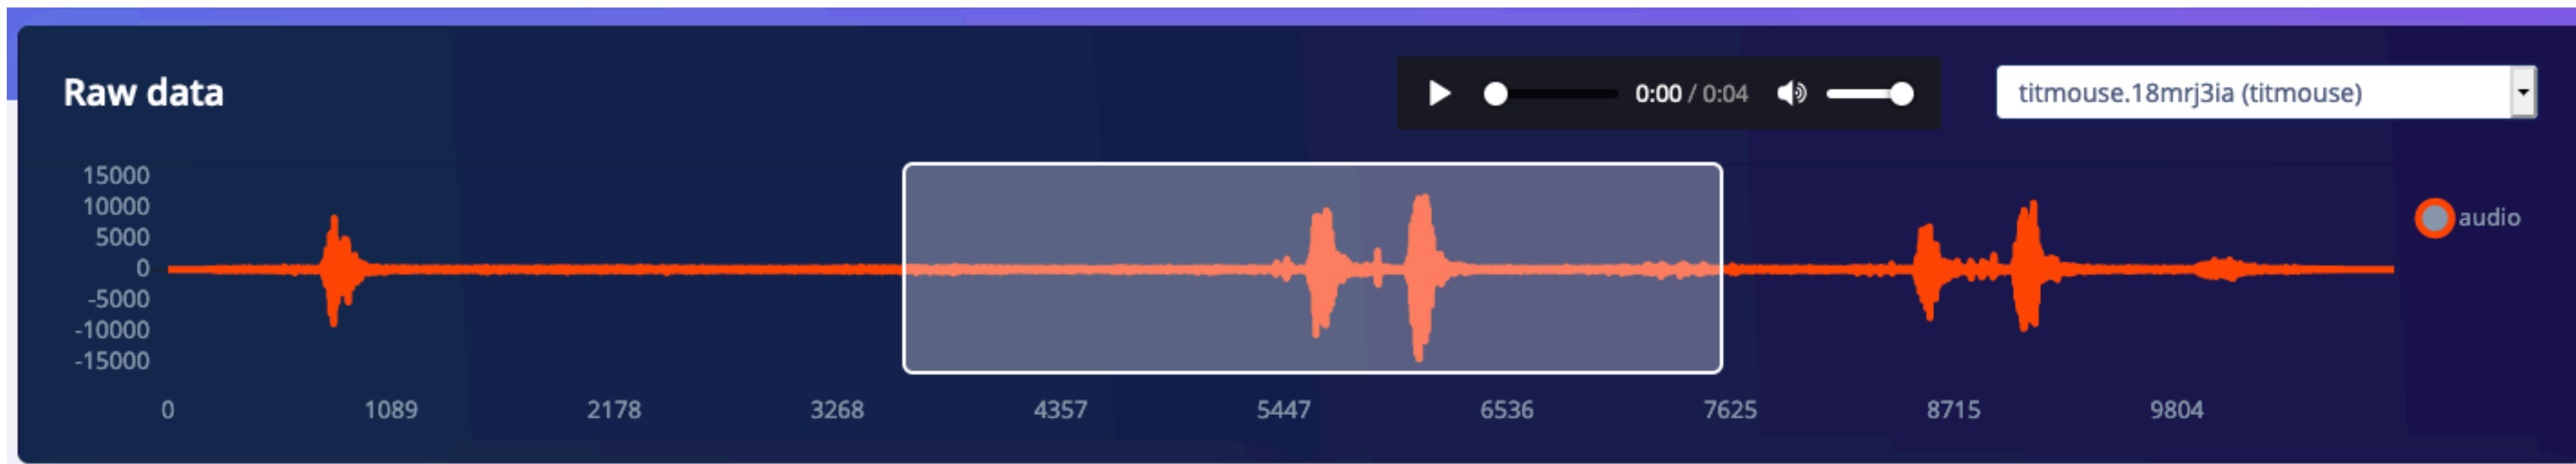 Raw data
0:00 / 0:04
titmouse.18mrj3ia (titmouse)
15000
10000
5000
0
-5000
-10000
-15000
audio
0 1089 2178 3268 4357 5447 6536 7625 8715 9804